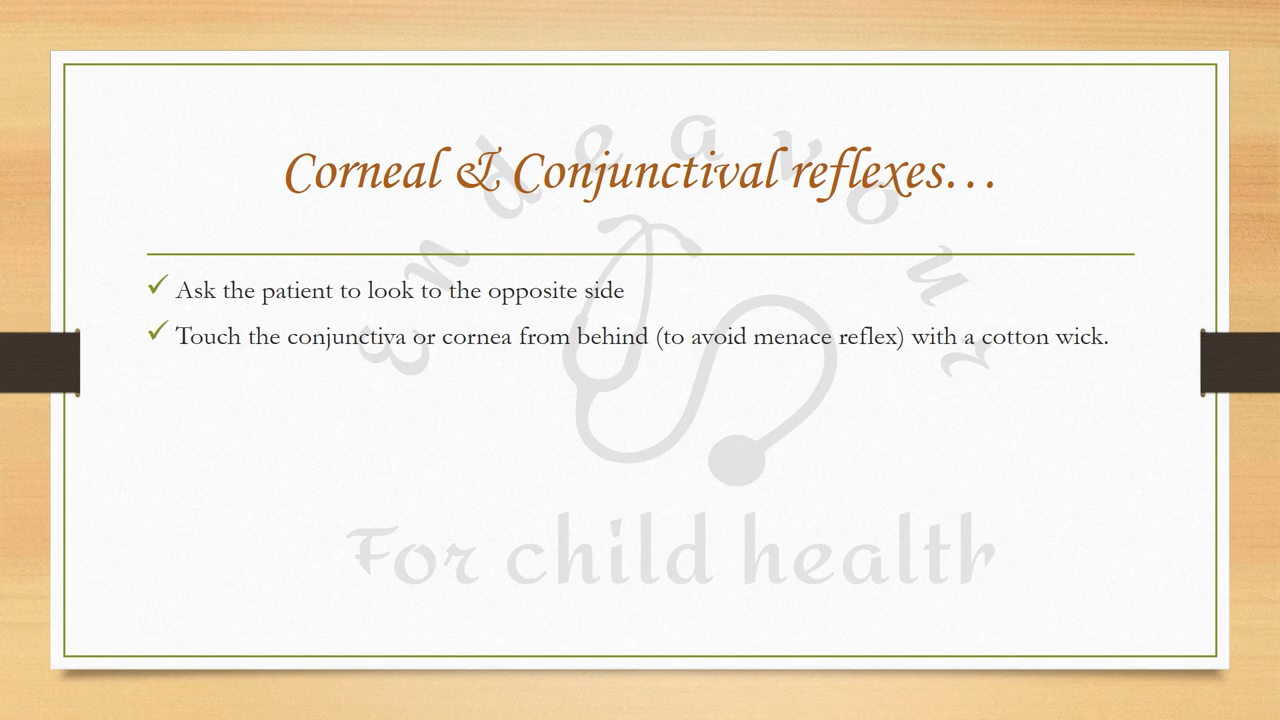 Corneal & Conjunctival reflexes…
✓ Ask the patient to look to the opposite side
✓ Touch the conjunctiva or cornea from behind (to avoid menace reflex) with a cotton wick.
Endeavour
For child health